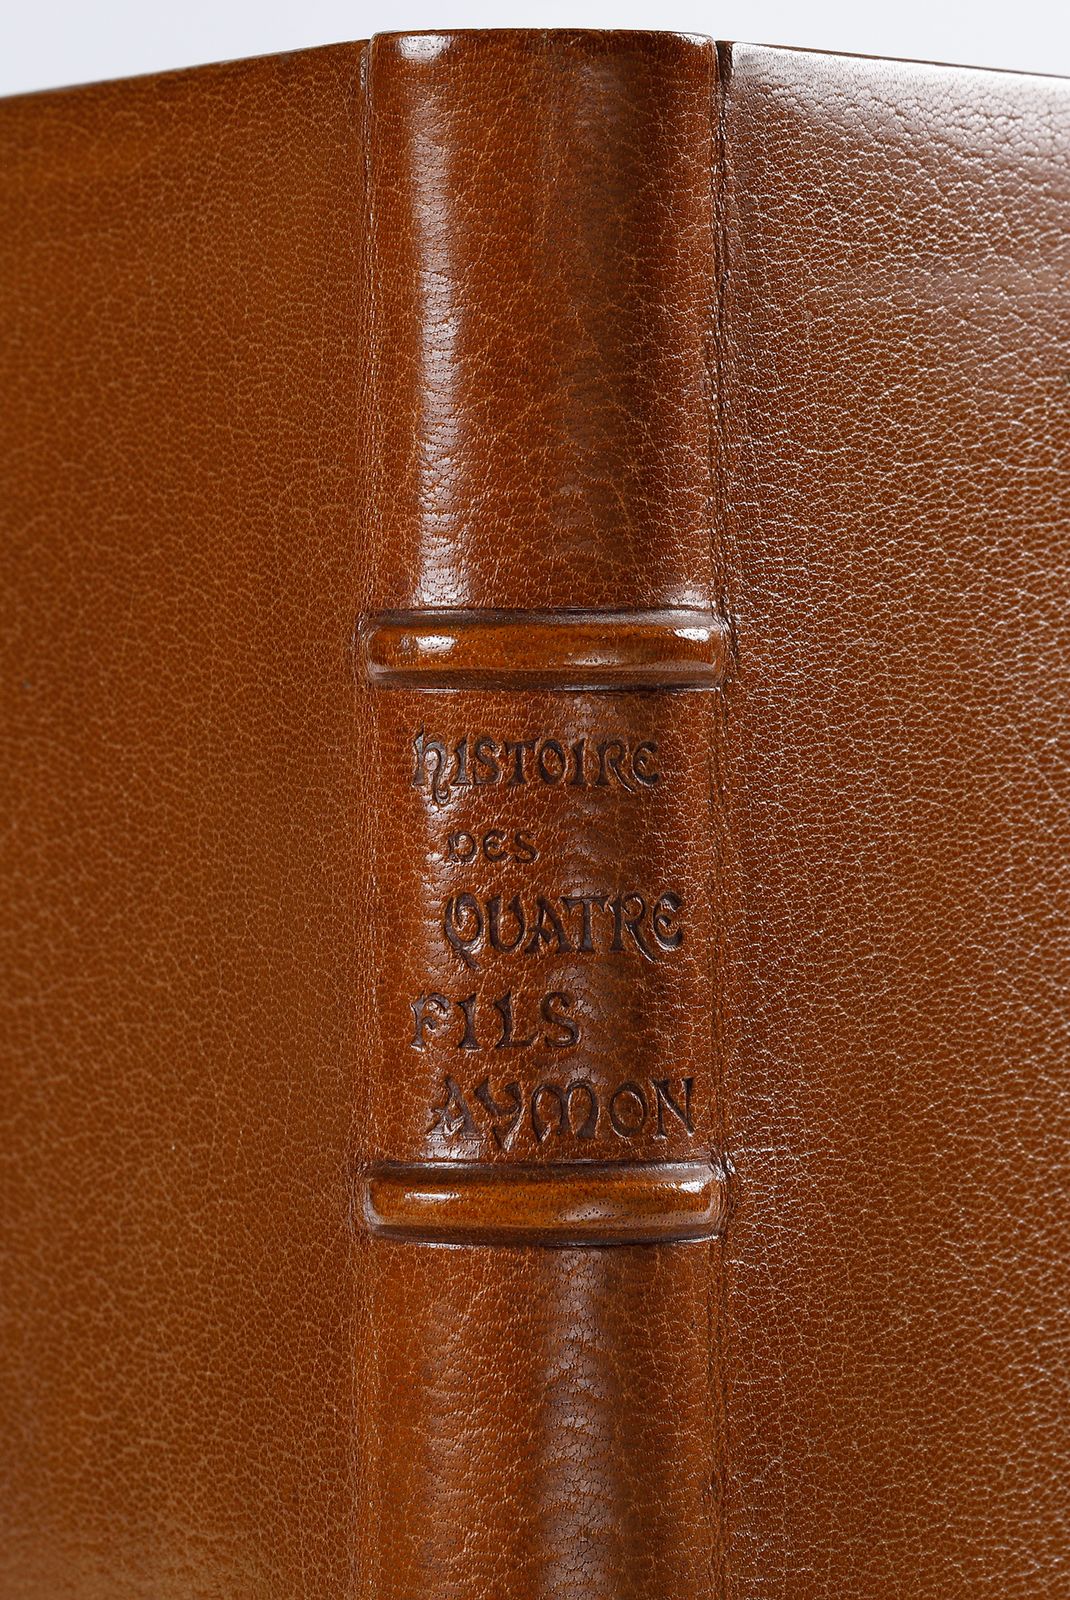 HISTOIRE
DES
QUATRE
FILS
AYMON